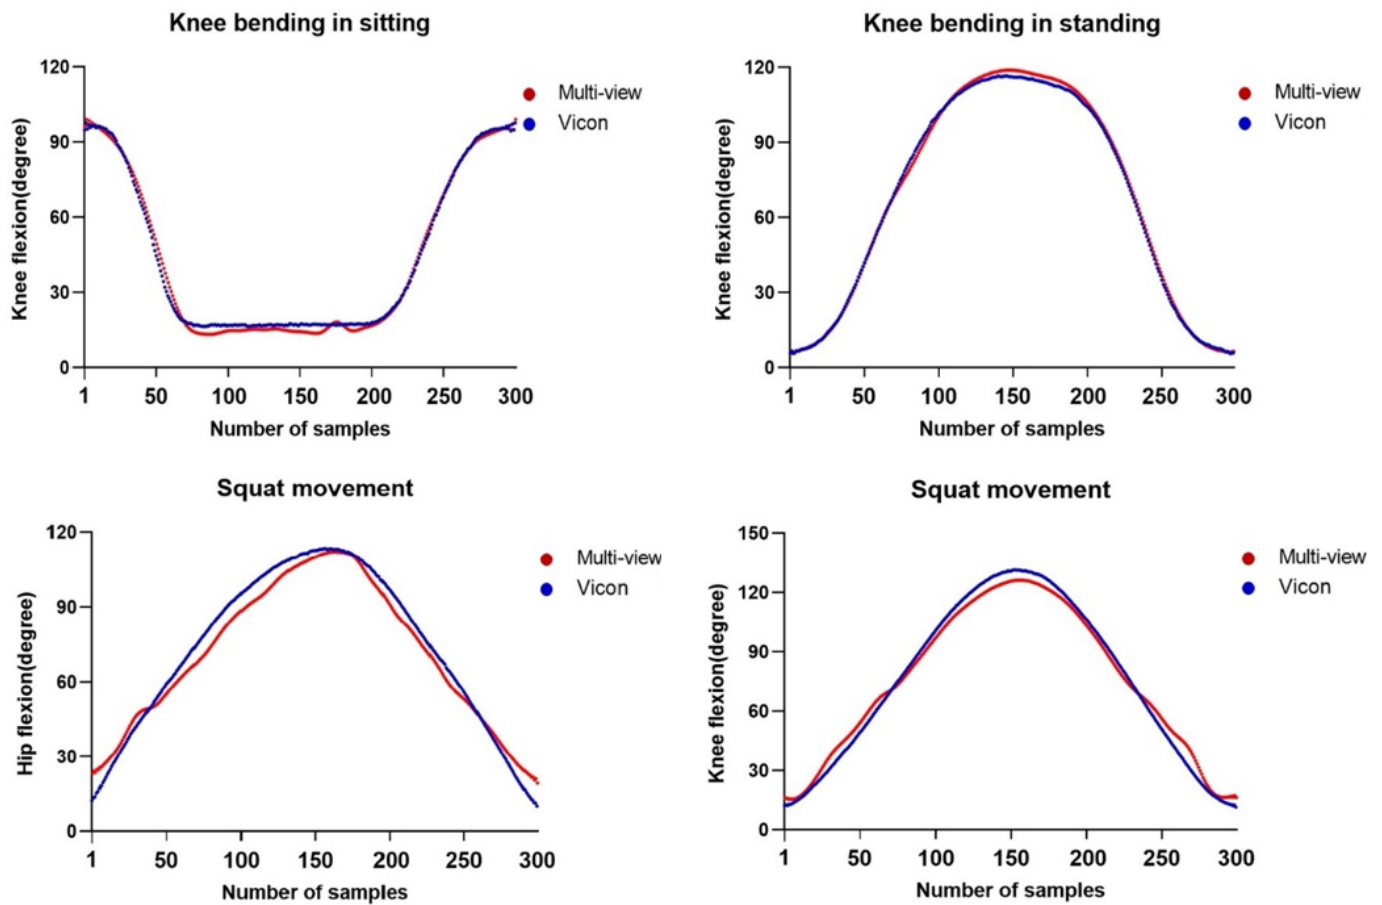 Knee bending in sitting
Knee flexion(degree)
120
90
60
30
0
1 50 100 150 200 250 300
Number of samples
Multi-view
Vicon
Knee bending in standing
Knee flexion(degree)
120
90
60
30
0
1 50 100 150 200 250 300
Number of samples
Multi-view
Vicon
Squat movement
Hip flexion(degree)
120
90
60
30
0
1 50 100 150 200 250 300
Number of samples
Multi-view
Vicon
Squat movement
Knee flexion(degree)
150
120
90
60
30
0
1 50 100 150 200 250 300
Number of samples
Multi-view
Vicon